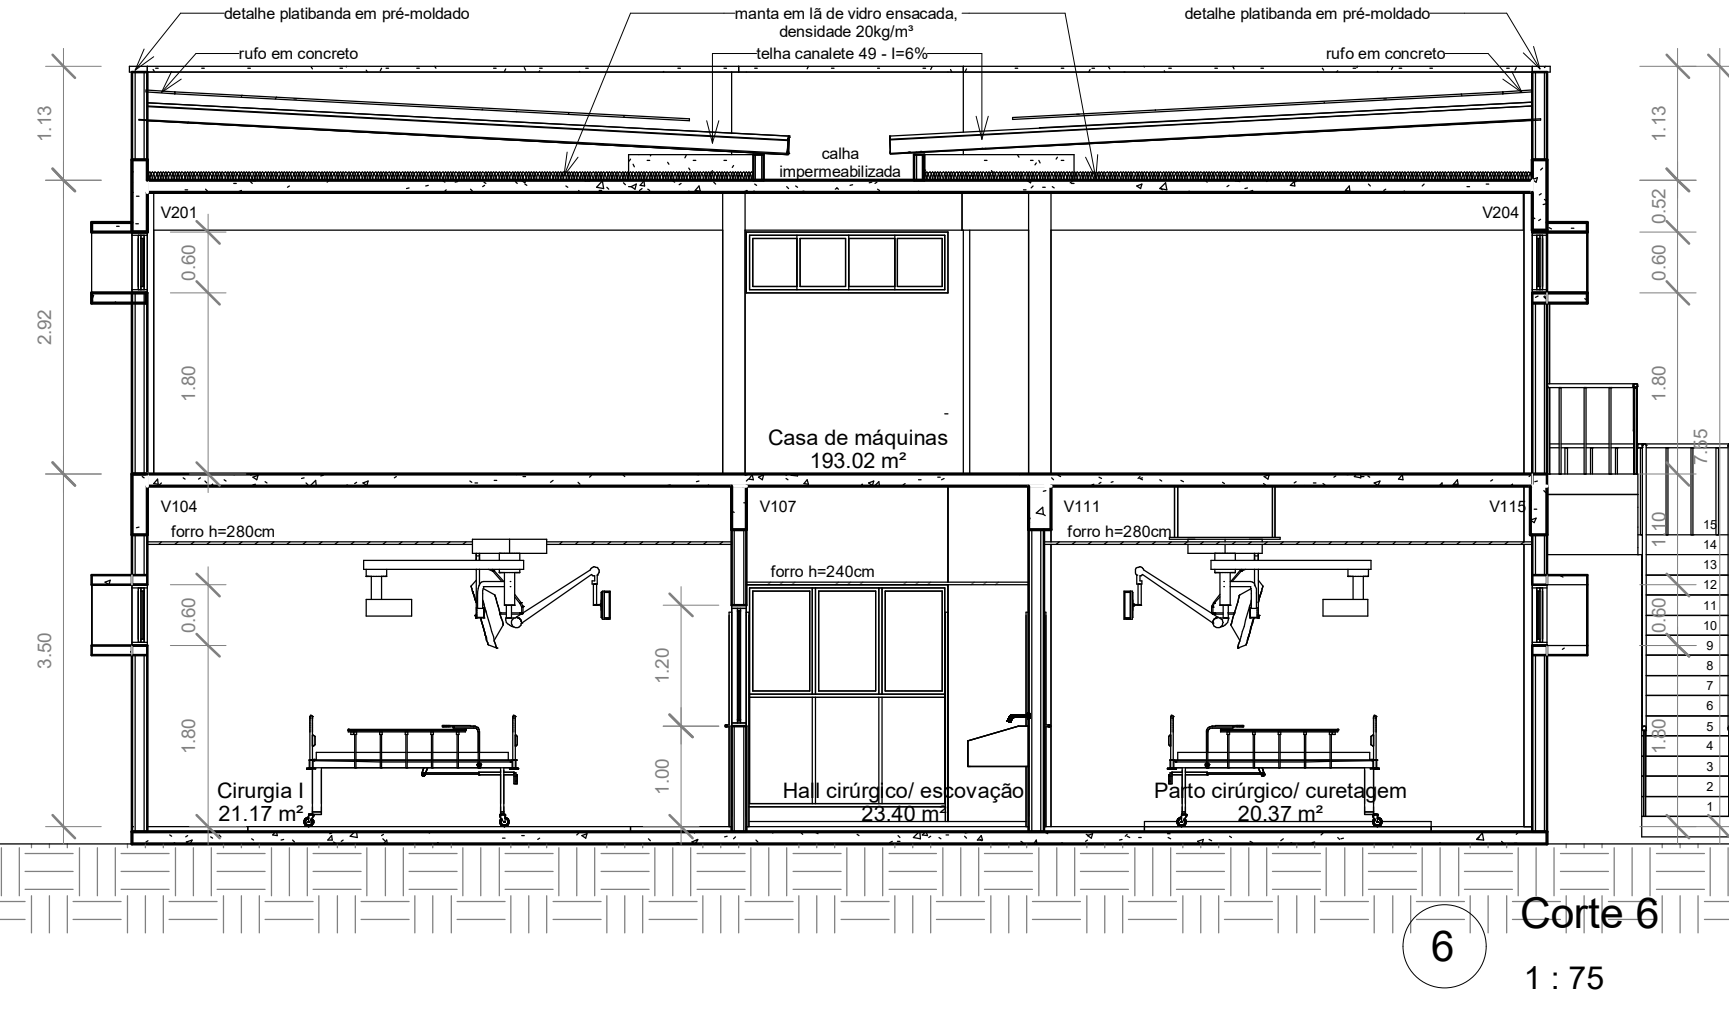 detalhe platibanda em pré-moldado
manta em lã de vidro ensacada,
densidade 20kg/m³
detalhe platibanda em pré-moldado
rufo em concreto
telha canalete 49 - I=6%
rufo em concreto
1.13
1.13
calha
impermeabilizada
V201
V204
0.52
0.60
0.60
2.92
1.80
1.80
Casa de máquinas
193.02 m²
7.55
V104
V107
V111
V115
forro h=280cm
forro h=280cm
forro h=240cm
1.10
15
14
13
12
11
10
9
8
7
6
5
4
3
2
1
0.60
0.60
3.50
1.20
1.80
1.80
1.00
Cirurgia I
21.17 m²
Hall cirúrgico/ escovação
23.40 m²
Parto cirúrgico/ curetagem
20.37 m²
6
Corte 6
1 : 75